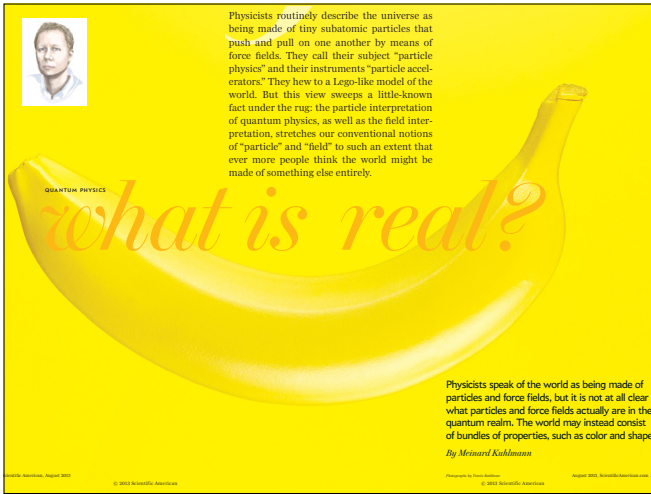 Physicists routinely describe the universe as
being made of tiny subatomic particles that
push and pull on one another by means of
force fields. They call their subject “particle
physics” and their instruments “particle accel-
erators.” They hew to a Lego-like model of the
world. But this view sweeps a little-known
fact under the rug: the particle interpretation
of quantum physics, as well as the field inter-
pretation, stretches our conventional notions
of “particle” and “field” to such an extent that
ever more people think the world might be
made of something else entirely.
QUANTUM PHYSICS
what is real?
Physicists speak of the world as being made of
particles and force fields, but it is not at all clear
what particles and force fields actually are in the
quantum realm. The world may instead consist
of bundles of properties, such as color and shape
By Meinard Kuhlmann
Scientific American, August 2013
© 2013 Scientific American
Photographs by
August 2013, ScientificAmerican.com
© 2013 Scientific American